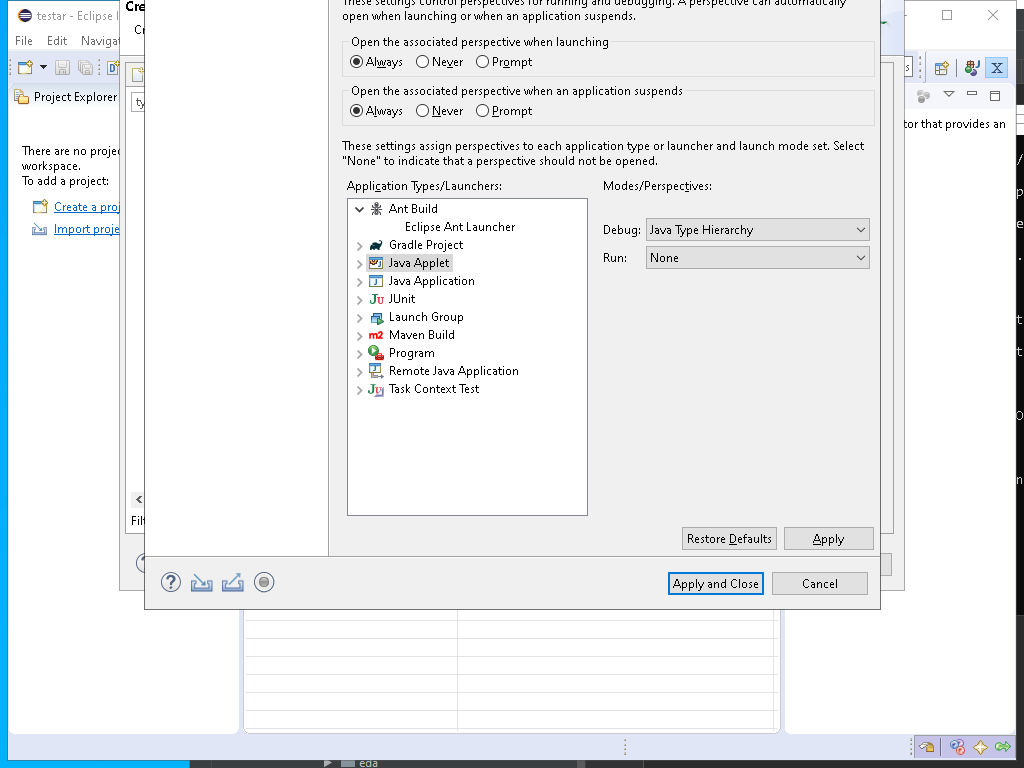 testar - Eclipse I
File Edit Navigat
Project Explorer
There are no projec
workspace.
To add a project:
Create a proj
Import proje
Cre
Cr
ty
Filt
These settings control perspectives for running and debugging. A perspective can automatically
open when launching or when an application suspends.
Open the associated perspective when launching
Always Never Prompt
Open the associated perspective when an application suspends
Always Never Prompt
These settings assign perspectives to each application type or launcher and launch mode set. Select
"None" to indicate that a perspective should not be opened.
Application Types/Launchers:
Ant Build
Eclipse Ant Launcher
Gradle Project
Java Applet
Java Application
JUnit
Launch Group
Maven Build
Program
Remote Java Application
Task Context Test
Modes/Perspectives:
Debug: Java Type Hierarchy
Run: None
Restore Defaults
Apply
Apply and Close
Cancel
tor that provides an
eda